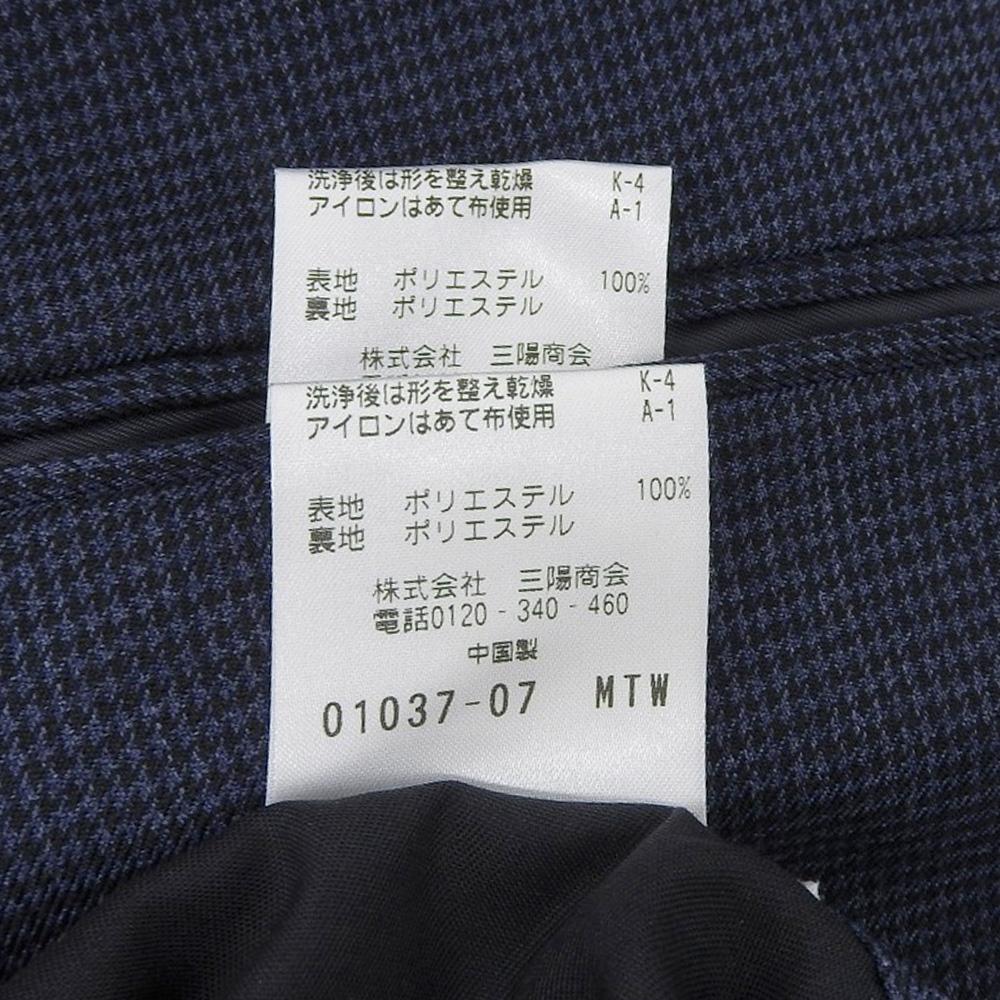 洗浄後は形を整え乾燥 K-4
アイロンはあて布使用 A-1
表地 ポリエステル 100%
裏地 ポリエステル
株式会社 三陽商会
洗浄後は形を整え乾燥 K-4
アイロンはあて布使用 A-1
表地 ポリエステル 100%
裏地 ポリエステル
株式会社 三陽商会
電話0120-340-460
中国製
01037-07 MTW